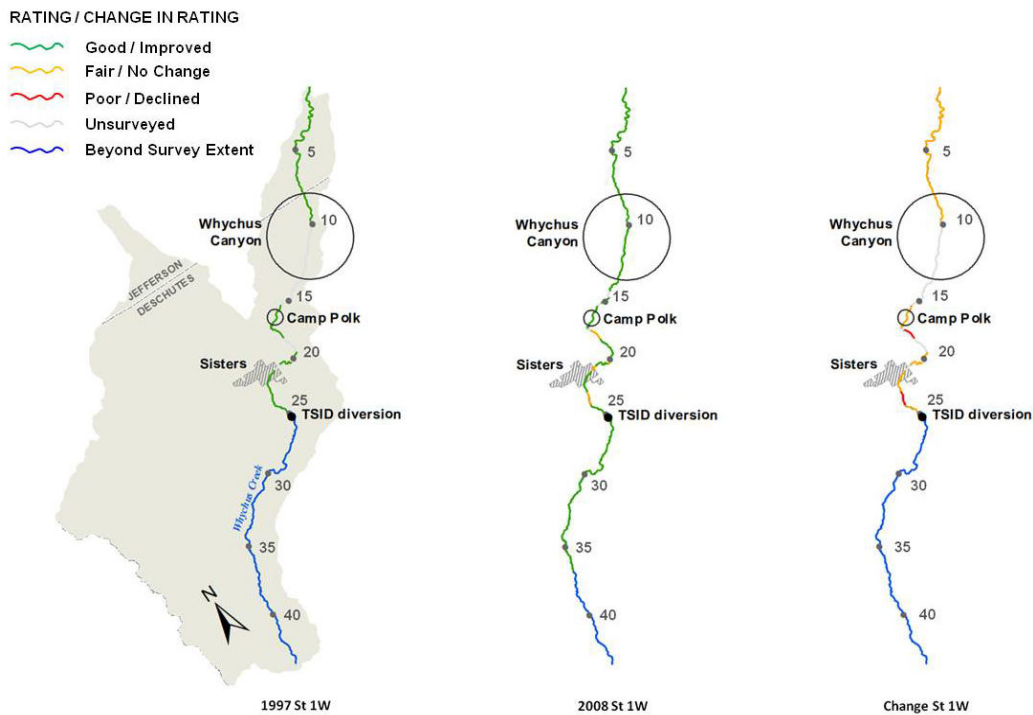 RATING / CHANGE IN RATING
Good / Improved
Fair / No Change
Poor / Declined
Unsurveyed
Beyond Survey Extent
5
Whychus
Canyon
10
JEFFERSON
DESCHUTES
15
Camp Polk
Sisters
20
25
TSID diversion
Whychus Creek
30
35
N
40
1997 St 1W
5
Whychus
Canyon
10
15
Camp Polk
Sisters
20
25
TSID diversion
30
35
40
2008 St 1W
5
Whychus
Canyon
10
15
Camp Polk
Sisters
20
25
TSID diversion
30
35
40
Change St 1W